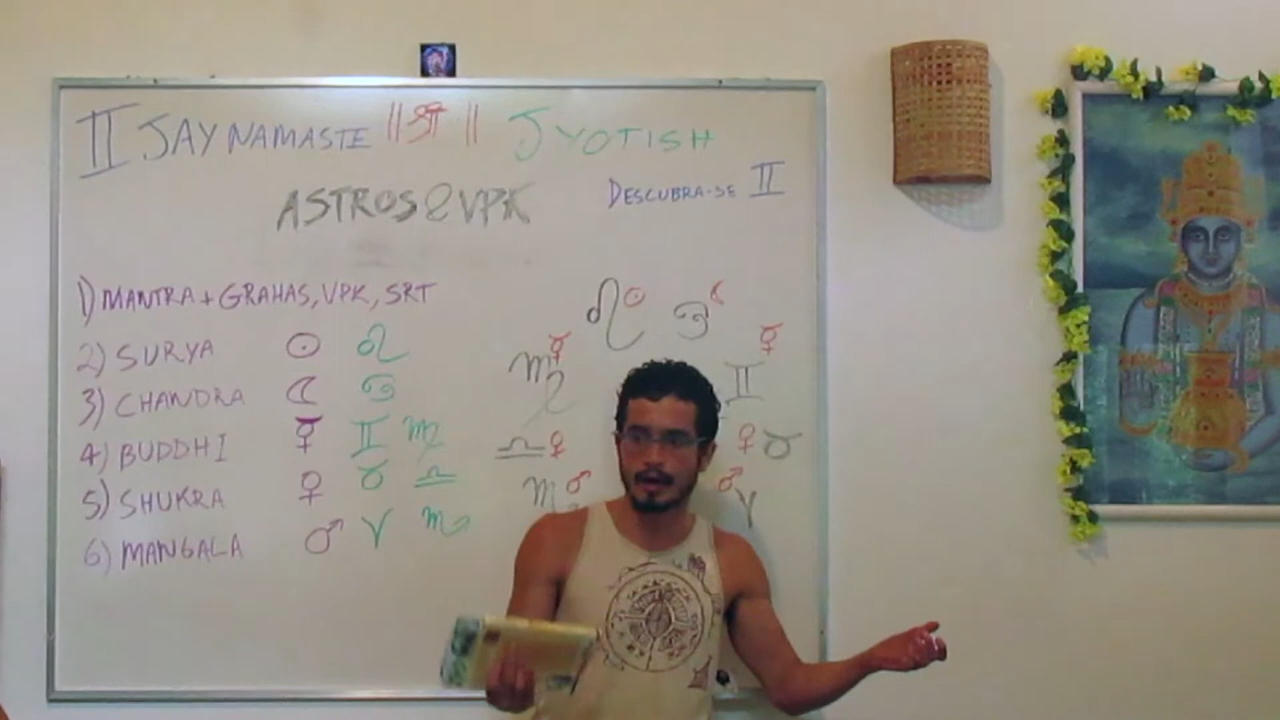 II JAY NAMASTE ||श्री|| JYOTISH
ASTROS & VPK
DESCUBRA-SE II
1) MANTRA + GRAHAS, VPK, SRT
2) SURYA ☉ ♌
3) CHANDRA ☾ ♋
4) BUDDHI ☿ ♊ ♍
5) SHUKRA ♀ ♉ ♎
6) MANGALA ♂ ♈ ♏
♌ ☉ ♋ ☾
♍ ☿ ♊ ☿
♎ ♀ ♀ ♉
♏ ♂ ♂ ♈